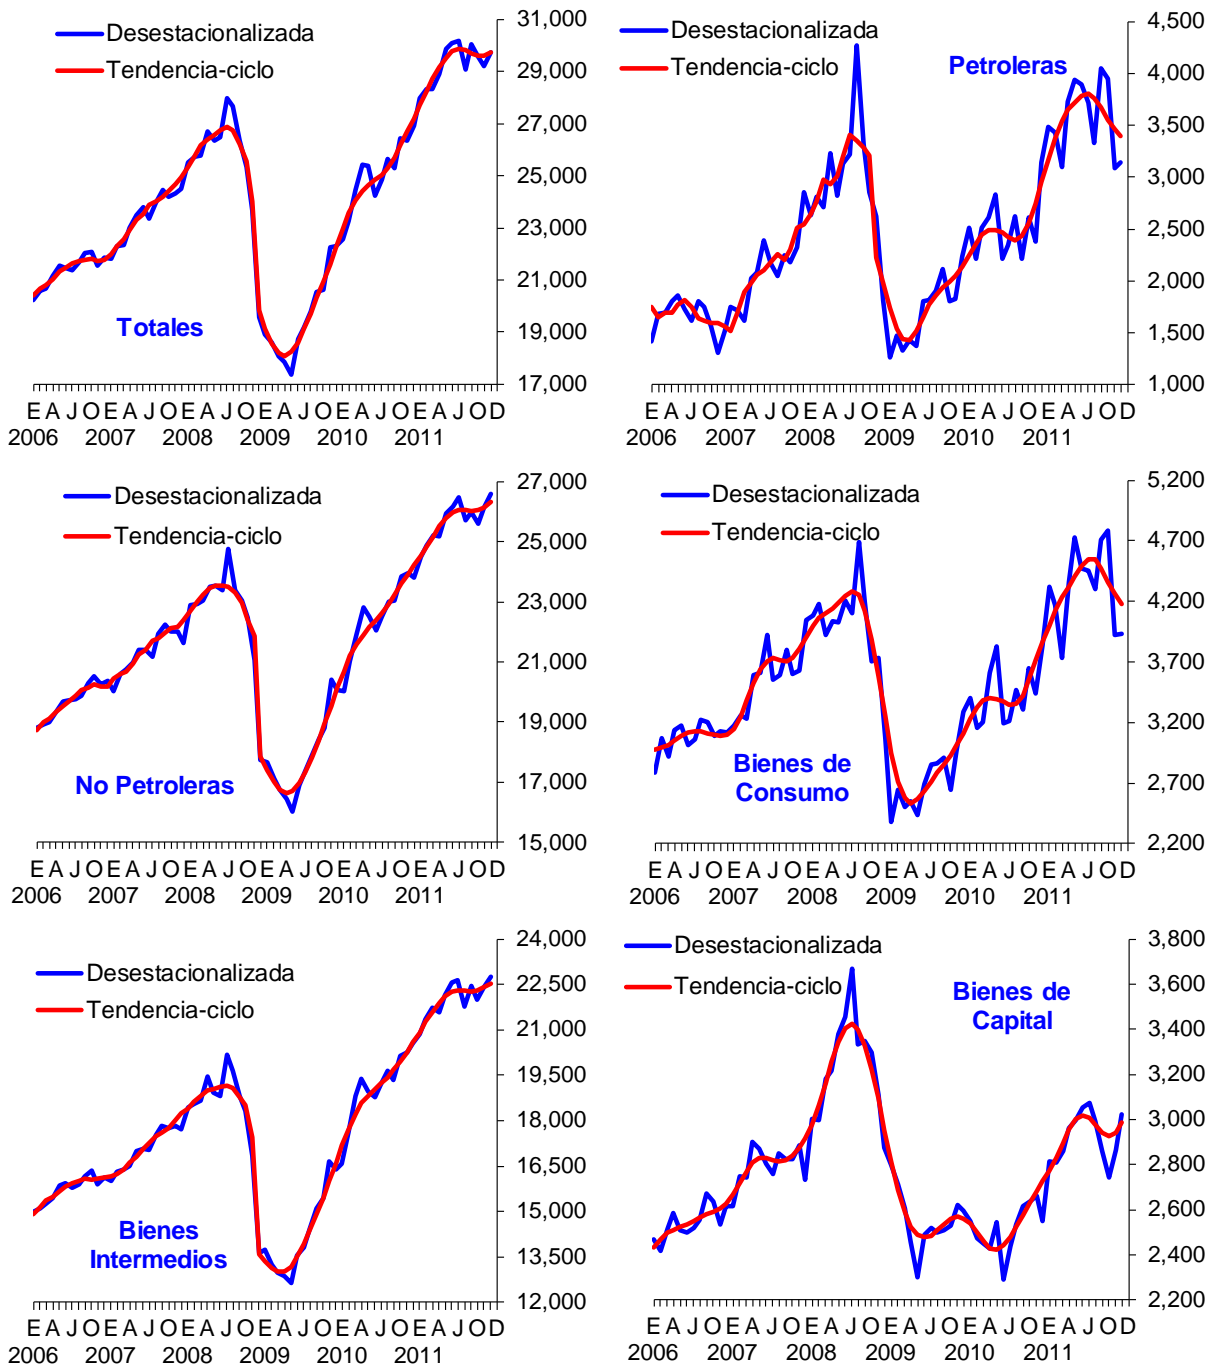 Desestacionalizada
Tendencia-ciclo
Totales
31,000
29,000
27,000
25,000
23,000
21,000
19,000
17,000
E A J O E A J O E A J O E A J O E A J O E A J O D
2006 2007 2008 2009 2010 2011
Desestacionalizada
Tendencia-ciclo
Petroleras
4,500
4,000
3,500
3,000
2,500
2,000
1,500
1,000
E A J O E A J O E A J O E A J O E A J O E A J O D
2006 2007 2008 2009 2010 2011
Desestacionalizada
Tendencia-ciclo
No Petroleras
27,000
25,000
23,000
21,000
19,000
17,000
15,000
E A J O E A J O E A J O E A J O E A J O E A J O D
2006 2007 2008 2009 2010 2011
Desestacionalizada
Tendencia-ciclo
Bienes de
Consumo
5,200
4,700
4,200
3,700
3,200
2,700
2,200
E A J O E A J O E A J O E A J O E A J O E A J O D
2006 2007 2008 2009 2010 2011
Desestacionalizada
Tendencia-ciclo
Bienes
Intermedios
24,000
22,500
21,000
19,500
18,000
16,500
15,000
13,500
12,000
E A J O E A J O E A J O E A J O E A J O E A J O D
2006 2007 2008 2009 2010 2011
Desestacionalizada
Tendencia-ciclo
Bienes de
Capital
3,800
3,600
3,400
3,200
3,000
2,800
2,600
2,400
2,200
E A J O E A J O E A J O E A J O E A J O E A J O D
2006 2007 2008 2009 2010 2011